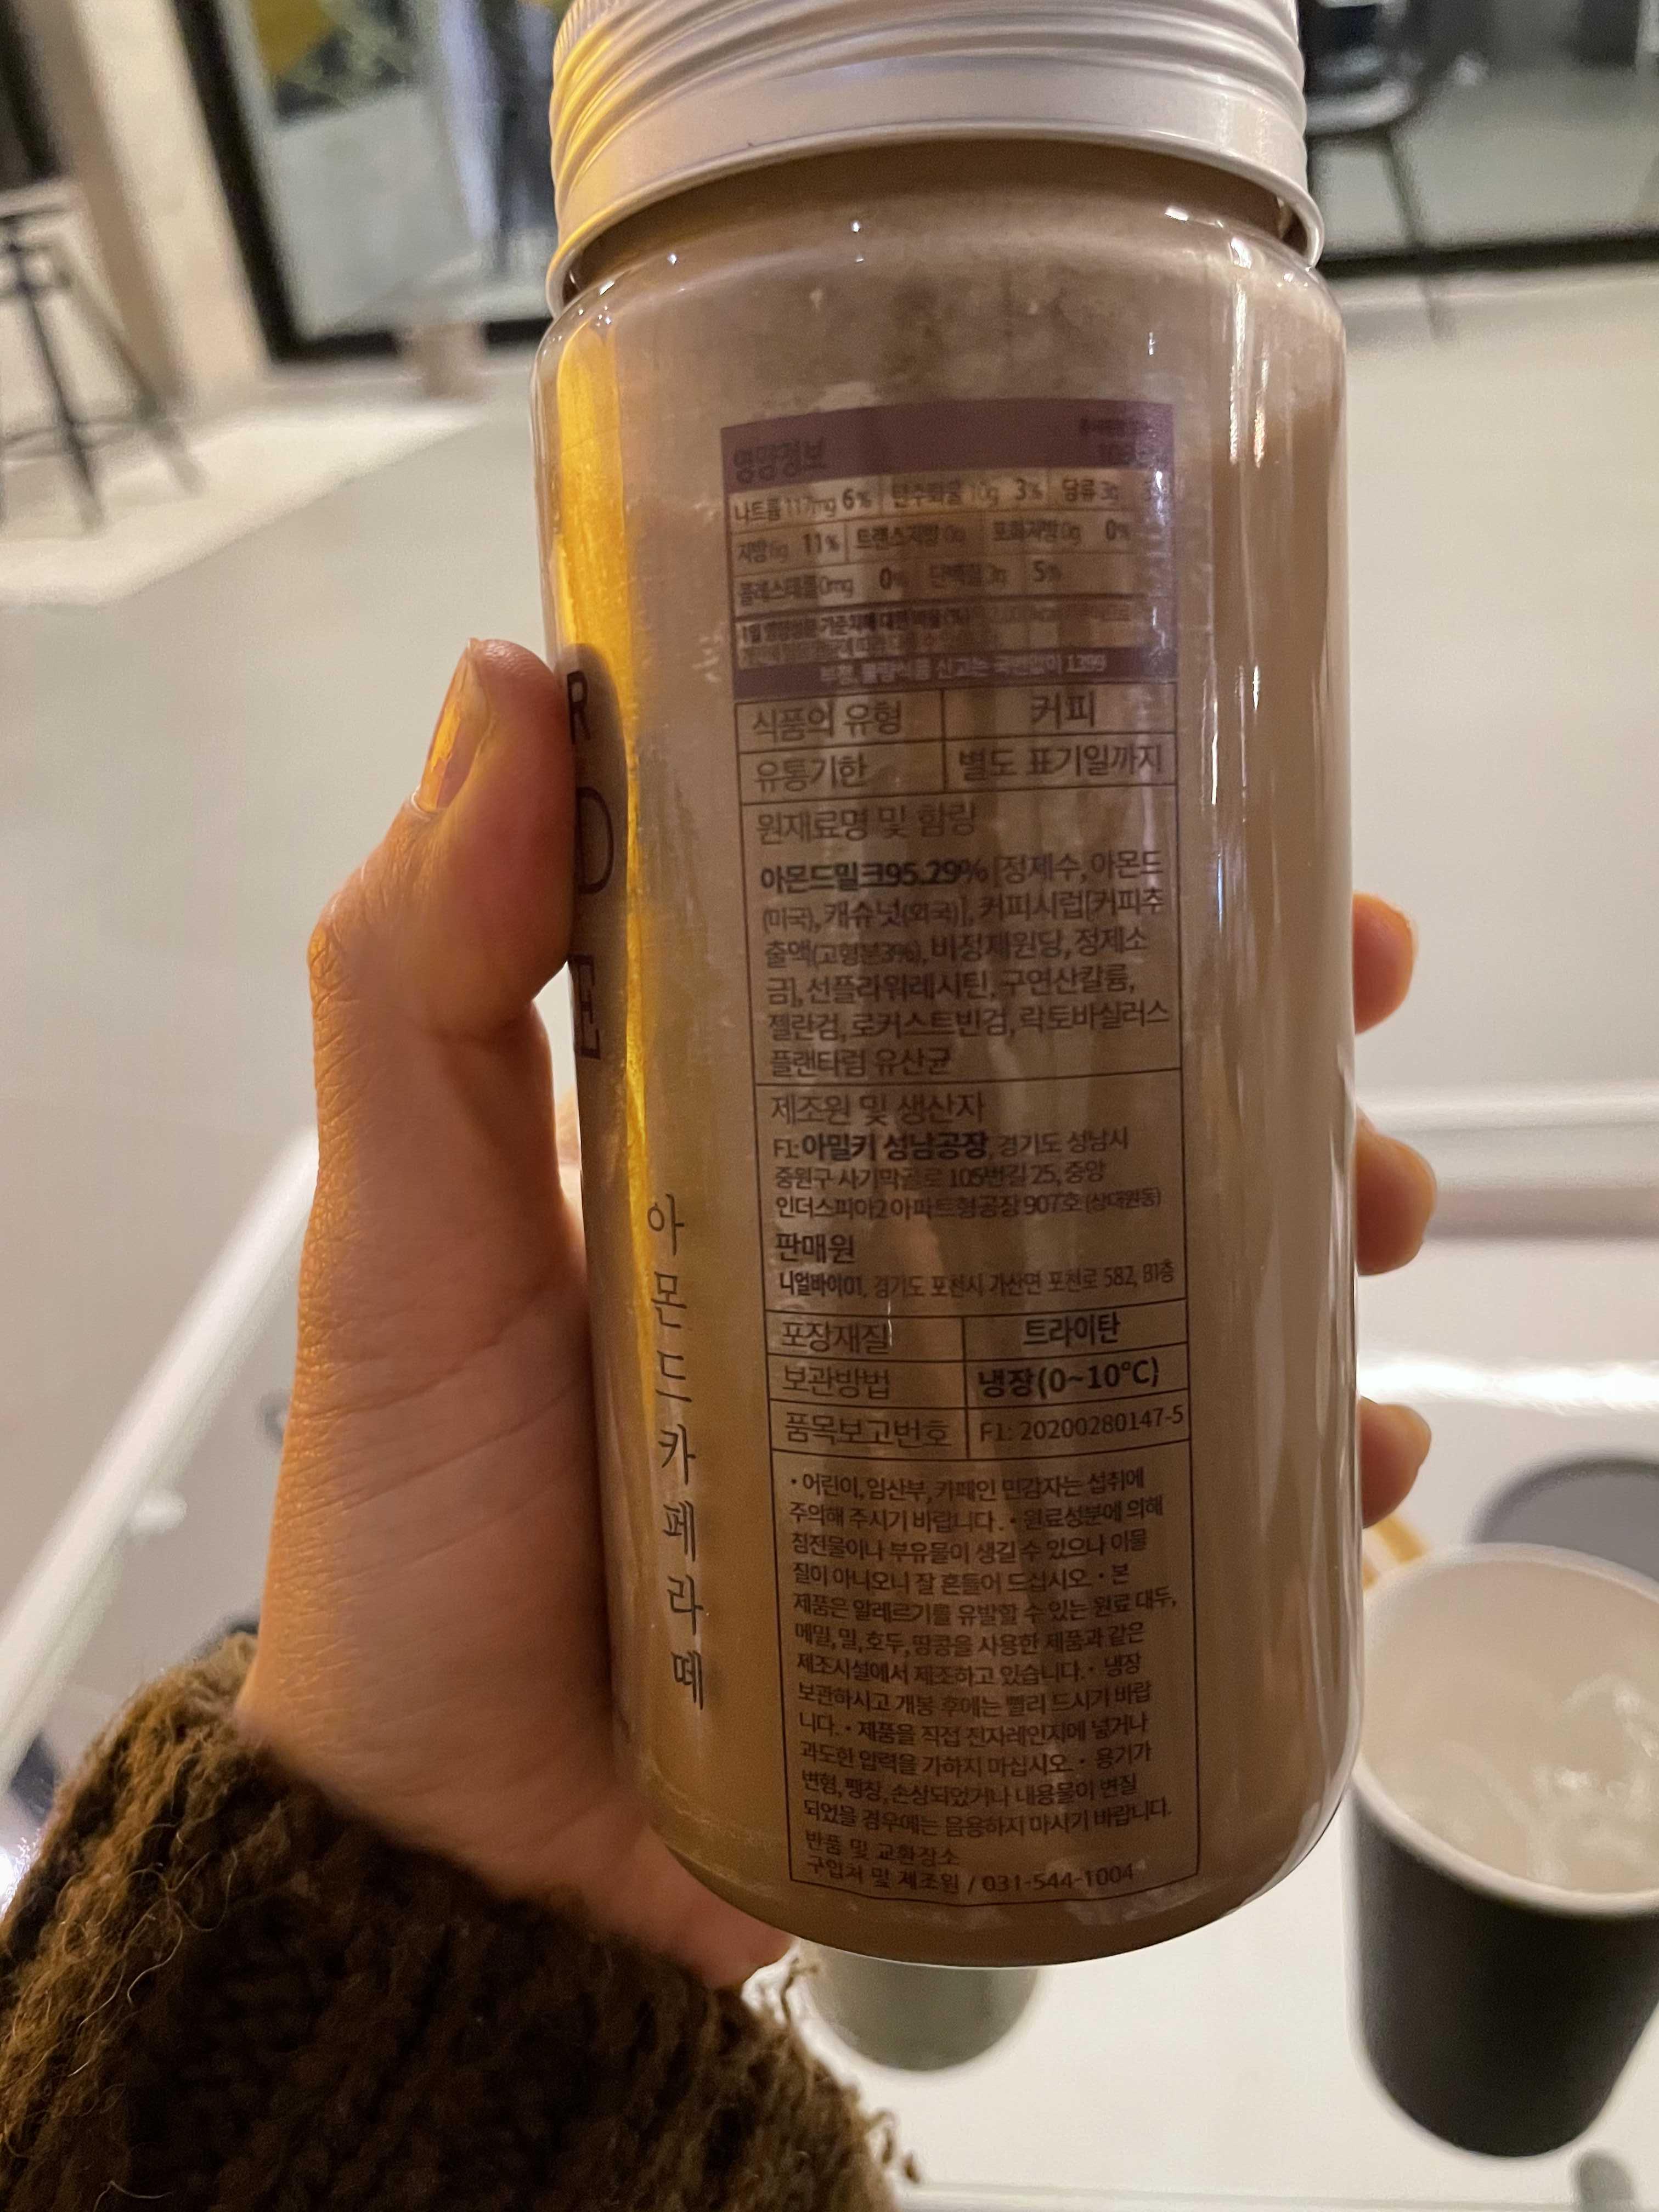 R
D
E
아몬드카페라떼
영양정보
나트륨 117mg 6% 탄수화물 10g 3% 당류 3g
지방 6g 11% 트랜스지방 0g 포화지방 0g 0%
콜레스테롤 0mg 0% 단백질 3g 5%
1일 영양성분 기준치에 대한 비율(%)
부정, 불량식품 신고는 국번없이 1399
식품의 유형 커피
유통기한 별도 표기일까지
원재료명 및 함량
아몬드밀크95.29% [정제수, 아몬드
(미국), 캐슈넛(외국)], 커피시럽[커피추
출액(고형분3%), 비정제원당, 정제소
금], 선플라워레시틴, 구연산칼륨,
젤란검, 로커스트빈검, 락토바실러스
플랜타럼 유산균
제조원 및 생산자
F1: 아밀키 성남공장, 경기도 성남시
중원구 사기막골로 105번길 25, 중앙
인더스피아2 아파트형공장 907호 (상대원동)
판매원
니얼바이01, 경기도 포천시 가산면 포천로 582, B1층
포장재질 트라이탄
보관방법 냉장(0~10°C)
품목보고번호 F1: 20200280147-5
• 어린이, 임산부, 카페인 민감자는 섭취에
주의해 주시기 바랍니다. • 원료성분에 의해
침전물이나 부유물이 생길 수 있으나 이물
질이 아니오니 잘 흔들어 드십시오. • 본
제품은 알레르기를 유발할 수 있는 원료 대두,
메밀, 밀, 호두, 땅콩을 사용한 제품과 같은
제조시설에서 제조하고 있습니다. • 냉장
보관하시고 개봉 후에는 빨리 드시기 바랍
니다. • 제품을 직접 전자레인지에 넣거나
과도한 압력을 가하지 마십시오. • 용기가
변형, 팽창, 손상되었거나 내용물이 변질
되었을 경우에는 음용하지 마시기 바랍니다.
반품 및 교환장소
구입처 및 제조원 / 031-544-1004